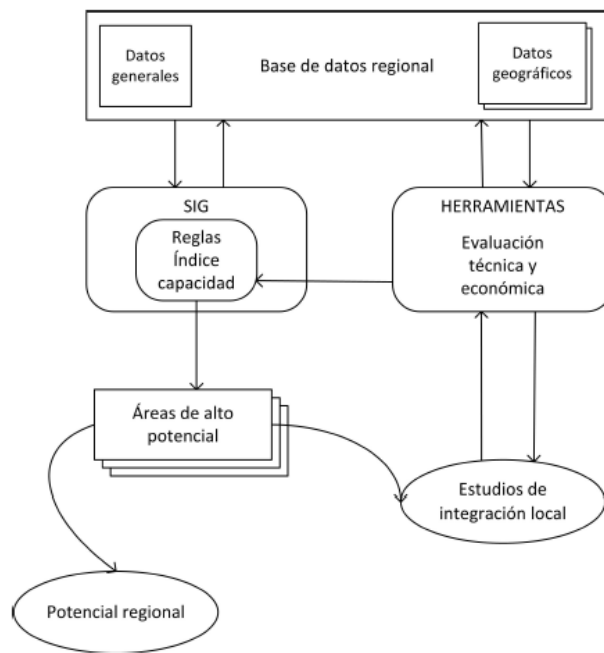 Datos
generales
Base de datos regional
Datos
geográficos
SIG
Reglas
Índice
capacidad
HERRAMIENTAS
Evaluación
técnica y
económica
Áreas de alto
potencial
Estudios de
integración local
Potencial regional